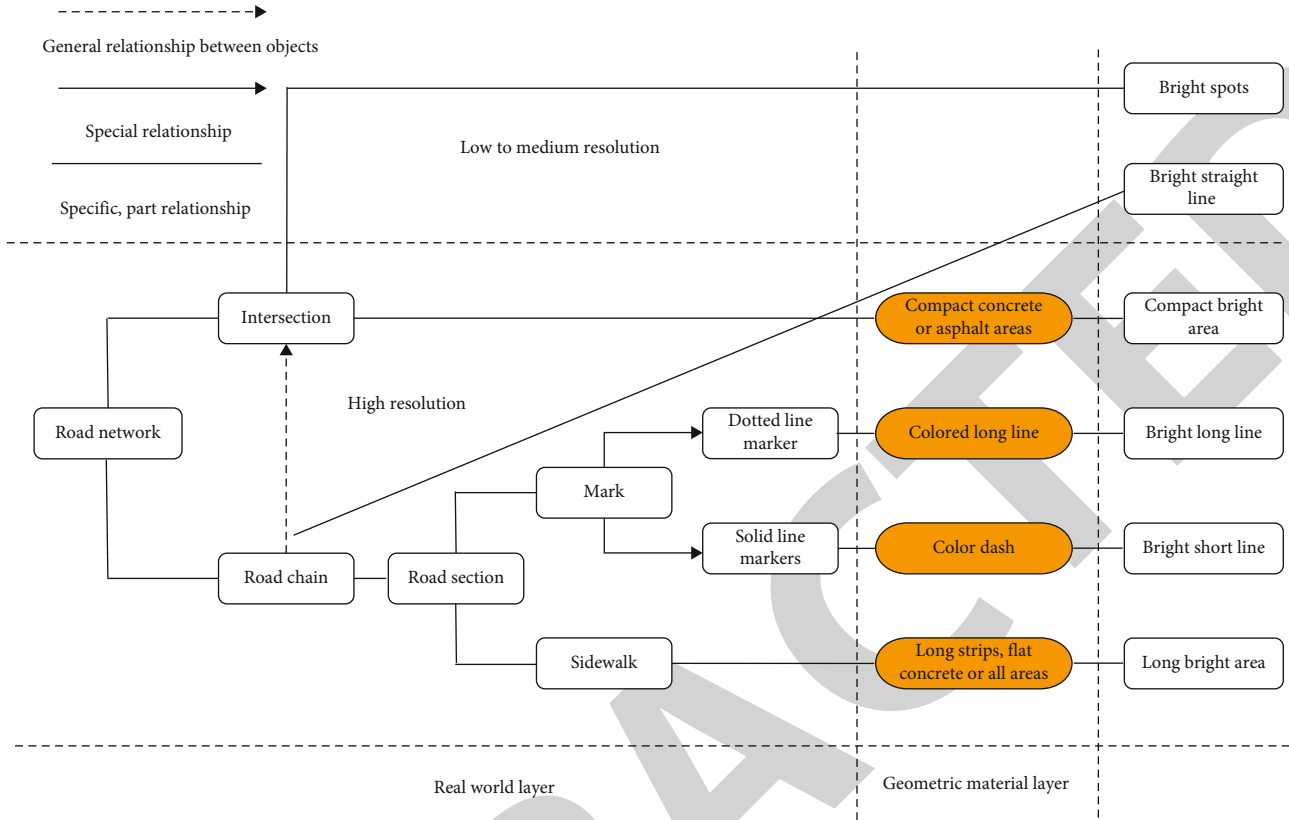 General relationship between objects
Special relationship
Specific, part relationship
Low to medium resolution
Bright spots
Bright straight
line
Intersection
Compact concrete
or asphalt areas
Compact bright
area
High resolution
Road network
Dotted line
marker
Colored long line
Bright long line
Mark
Solid line
markers
Color dash
Bright short line
Road chain
Road section
Sidewalk
Long strips, flat
concrete or all areas
Long bright area
Real world layer
Geometric material layer